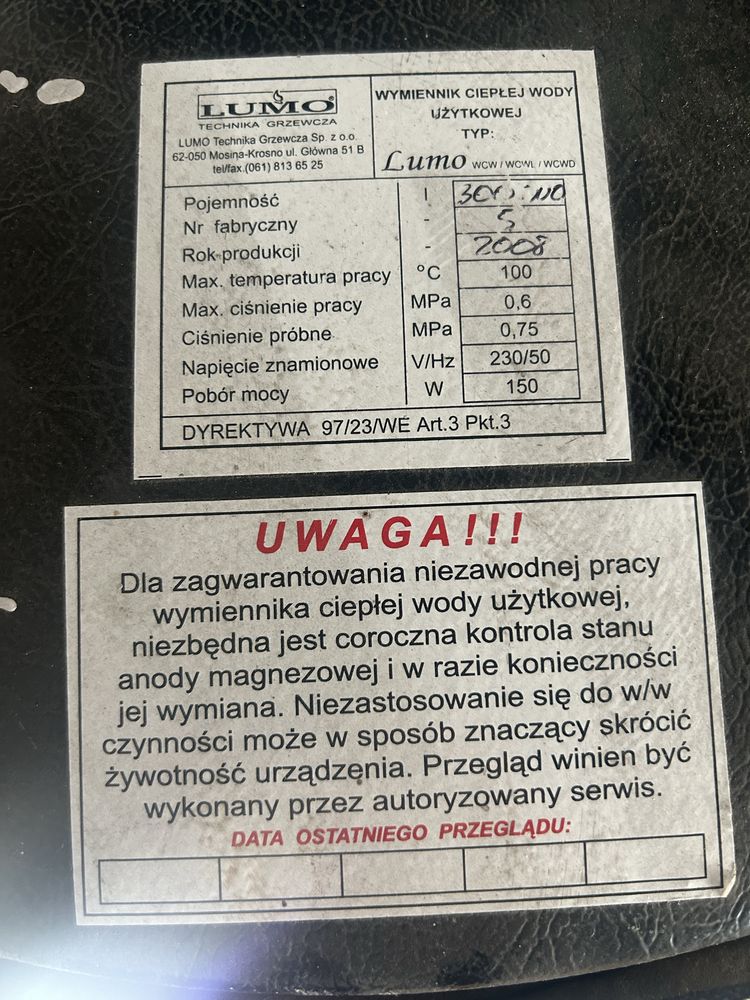 LUMO
TECHNIKA GRZEWCZA
LUMO Technika Grzewcza Sp. z o.o.
62-050 Mosina-Krosno ul. Główna 51 B
tel/fax.(061) 813 65 25
WYMIENNIK CIEPŁEJ WODY
UŻYTKOWEJ
TYP:
Lumo WCW / WCWL / WCWD
Pojemność l
Nr fabryczny - 5
Rok produkcji - 2008
Max. temperatura pracy °C 100
Max. ciśnienie pracy MPa 0,6
Ciśnienie próbne MPa 0,75
Napięcie znamionowe V/Hz 230/50
Pobór mocy W 150
DYREKTYWA 97/23/WE Art.3 Pkt.3
UWAGA!!!
Dla zagwarantowania niezawodnej pracy
wymiennika ciepłej wody użytkowej,
niezbędna jest coroczna kontrola stanu
anody magnezowej i w razie konieczności
jej wymiana. Niezastosowanie się do w/w
czynności może w sposób znaczący skrócić
żywotność urządzenia. Przegląd winien być
wykonany przez autoryzowany serwis.
DATA OSTATNIEGO PRZEGLĄDU: